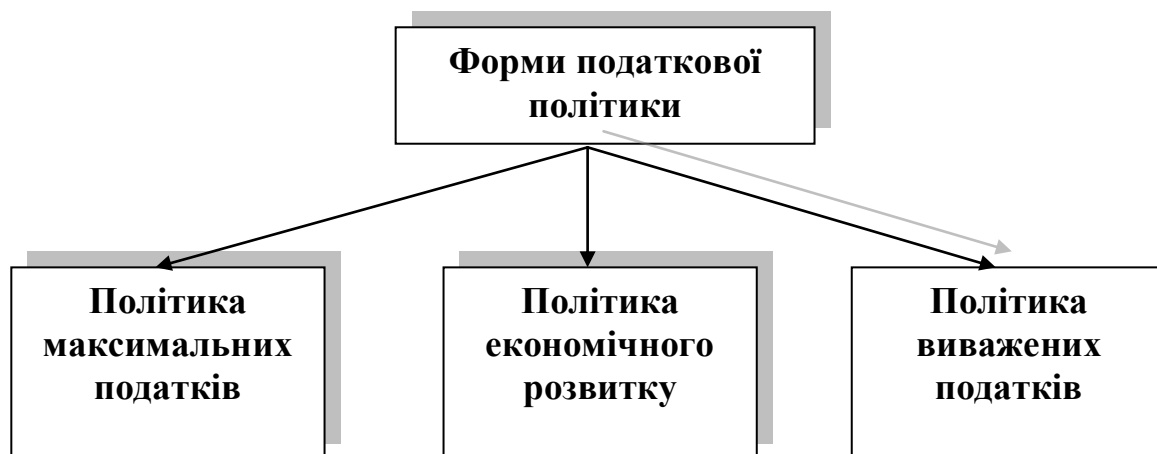 Форми податкової
політики
Політика
максимальних
податків
Політика
економічного
розвитку
Політика
виважених
податків